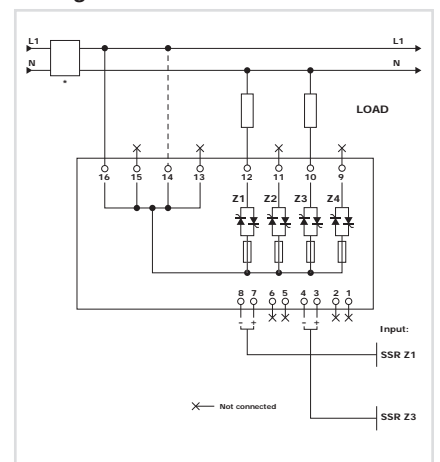 L1 L1
N N
*
LOAD
16 15 14 13 12 11 10 9
Z1 Z2 Z3 Z4
8 7 6 5 4 3 2 1
- + - +
Input:
SSR Z1
Not connected
SSR Z3